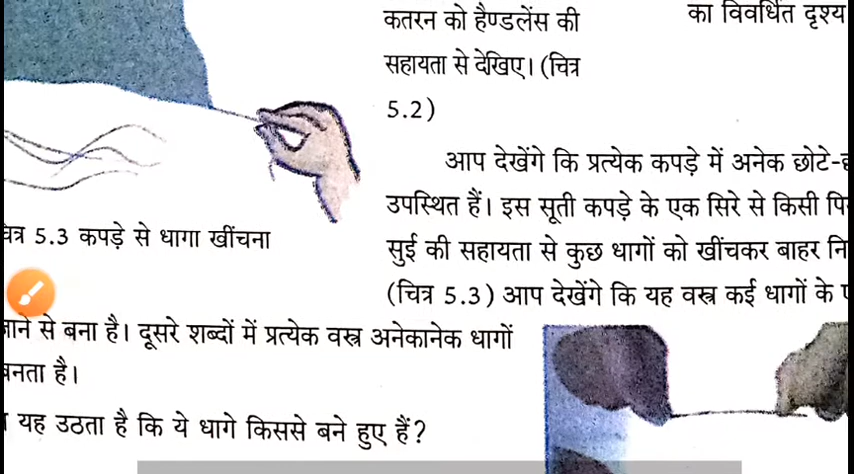 कतरन को हैण्डलेंस की
सहायता से देखिए। (चित्र
5.2)
का विवर्धित दृश्य
आप देखेंगे कि प्रत्येक कपड़े में अनेक छोटे-
उपस्थित हैं। इस सूती कपड़े के एक सिरे से किसी
सुई की सहायता से कुछ धागों को खींचकर बाहर
(चित्र 5.3) आप देखेंगे कि यह वस्त्र कई धागों के
5.3 कपड़े से धागा खींचना
से बना है। दूसरे शब्दों में प्रत्येक वस्त्र अनेकानेक धागों
है।
यह उठता है कि ये धागे किससे बने हुए हैं?